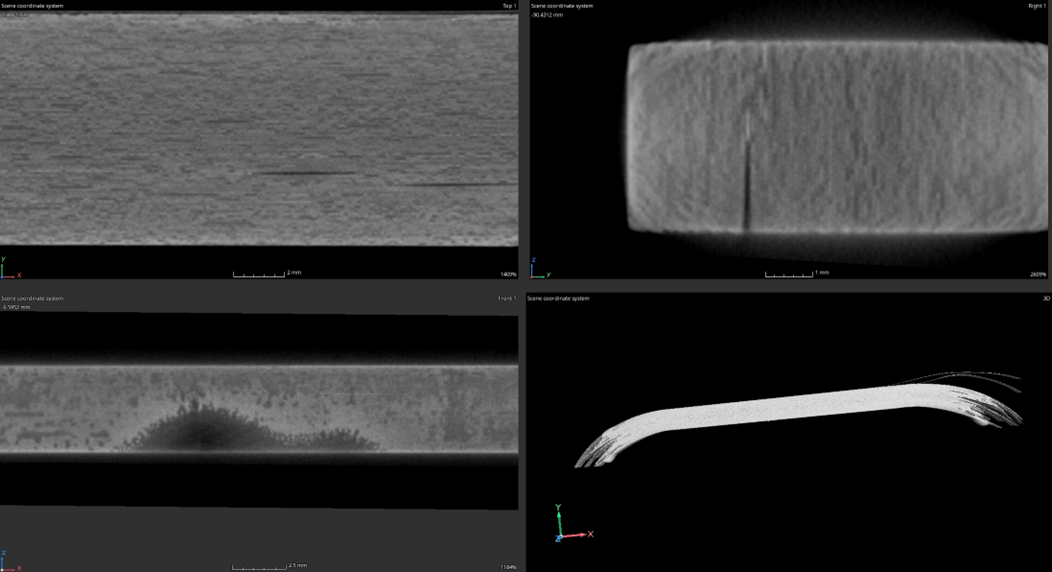 Scene coordinate system
Top 1
y
x
2 mm
1409%
Scene coordinate system
Right 1
-90.4312 mm
z
y
1 mm
2609%
Scene coordinate system
Front 1
z
x
2.5 mm
1184%
Scene coordinate system
3D
Y
X
Z